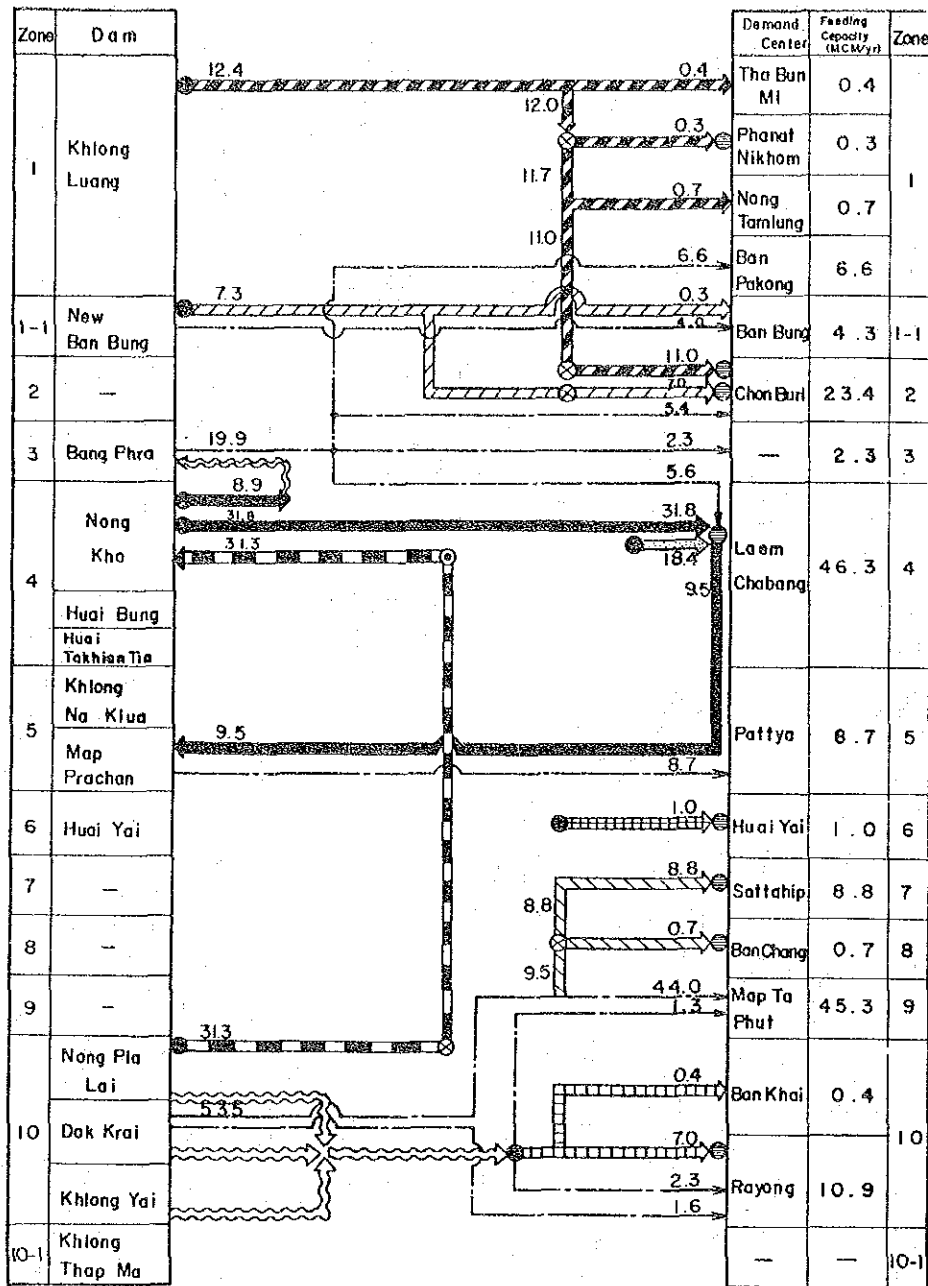 Zone
Dam
Demand Center
Feeding Capocity (MCM/yr)
Zone
1
Khlong Luang
12.4
0.4
12.0
0.3
11.7
0.7
11.0
6.6
Tha Bun Mi
0.4
Phanat Nikhom
0.3
Nong Tamlung
0.7
Ban Pakong
6.6
1
1-1
New Ban Bung
7.3
0.3
4.0
Ban Bung
4.3
1-1
2
—
11.0
7.0
5.4
Chon Buri
23.4
2
3
Bang Phra
19.9
2.3
—
2.3
3
4
Nong Kho
8.9
31.8
31.3
5.6
31.8
18.4
9.5
Laem Chabang
46.3
4
Huai Bung
Huai Takhian Tia
5
Khlong Na Klua
Map Prachan
9.5
8.7
Pattya
8.7
5
6
Huai Yai
1.0
Huai Yai
1.0
6
7
—
8.8
8.8
Sattahip
8.8
7
8
—
0.7
9.5
Ban Chang
0.7
8
9
—
44.0
1.3
Map Ta Phut
45.3
9
10
Nong Pla Lai
31.3
Dok Krai
53.5
0.4
Ban Khai
0.4
10
Khlong Yai
7.0
2.3
1.6
Rayong
10.9
10-1
Khlong Thap Ma
—
—
10-1